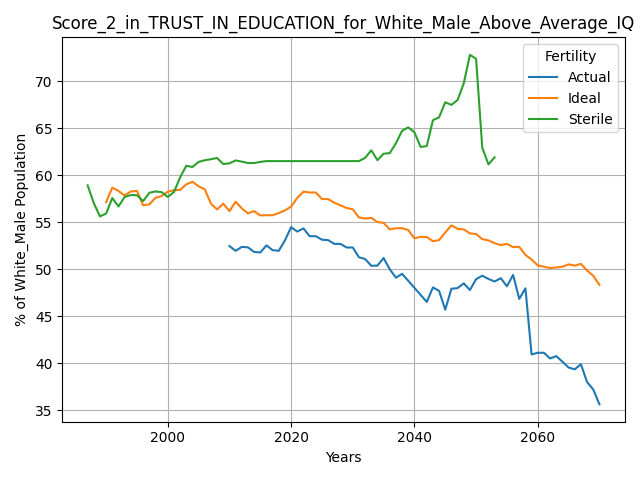 Score_2_in_TRUST_IN_EDUCATION_for_White_Male_Above_Average_IQ
Fertility
Actual
Ideal
Sterile
% of White_Male Population
70
65
60
55
50
45
40
35
2000
2020
2040
2060
Years